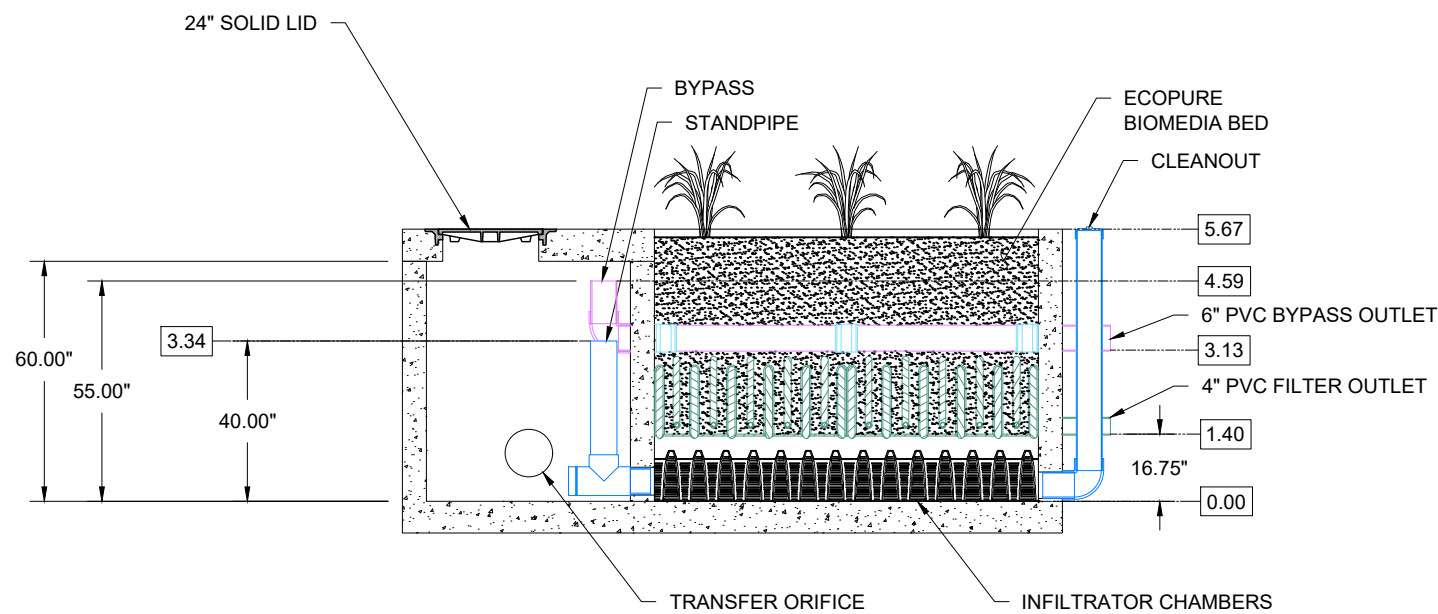 24" SOLID LID
BYPASS
STANDPIPE
ECOPURE
BIOMEDIA BED
CLEANOUT
5.67
4.59
6" PVC BYPASS OUTLET
3.34
3.13
60.00"
55.00"
4" PVC FILTER OUTLET
40.00"
1.40
16.75"
0.00
TRANSFER ORIFICE
INFILTRATOR CHAMBERS